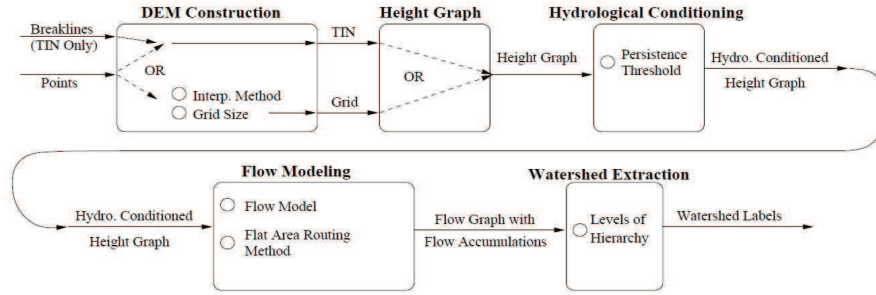 DEM Construction
Height Graph
Hydrological Conditioning
Breaklines
(TIN Only)
Points
OR
Interp. Method
Grid Size
TIN
Grid
OR
Height Graph
Persistence
Threshold
Hydro. Conditioned
Height Graph
Flow Modeling
Watershed Extraction
Hydro. Conditioned
Height Graph
Flow Model
Flat Area Routing
Method
Flow Graph with
Flow Accumulations
Levels of
Hierarchy
Watershed Labels